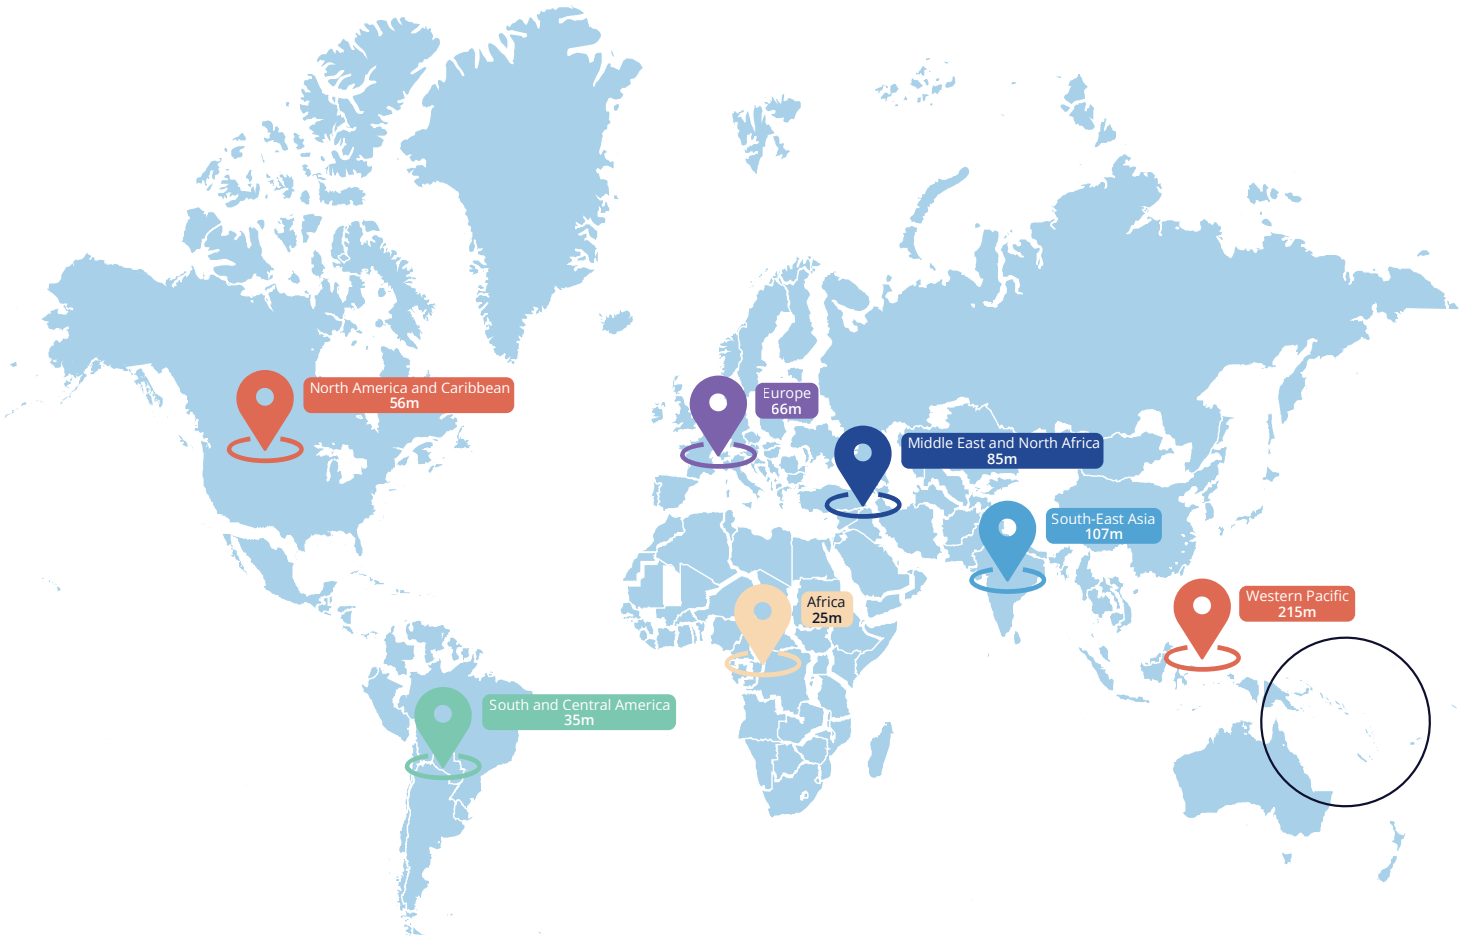 North America and Caribbean
56m
Europe
66m
Middle East and North Africa
85m
South-East Asia
107m
Africa
25m
Western Pacific
215m
South and Central America
35m